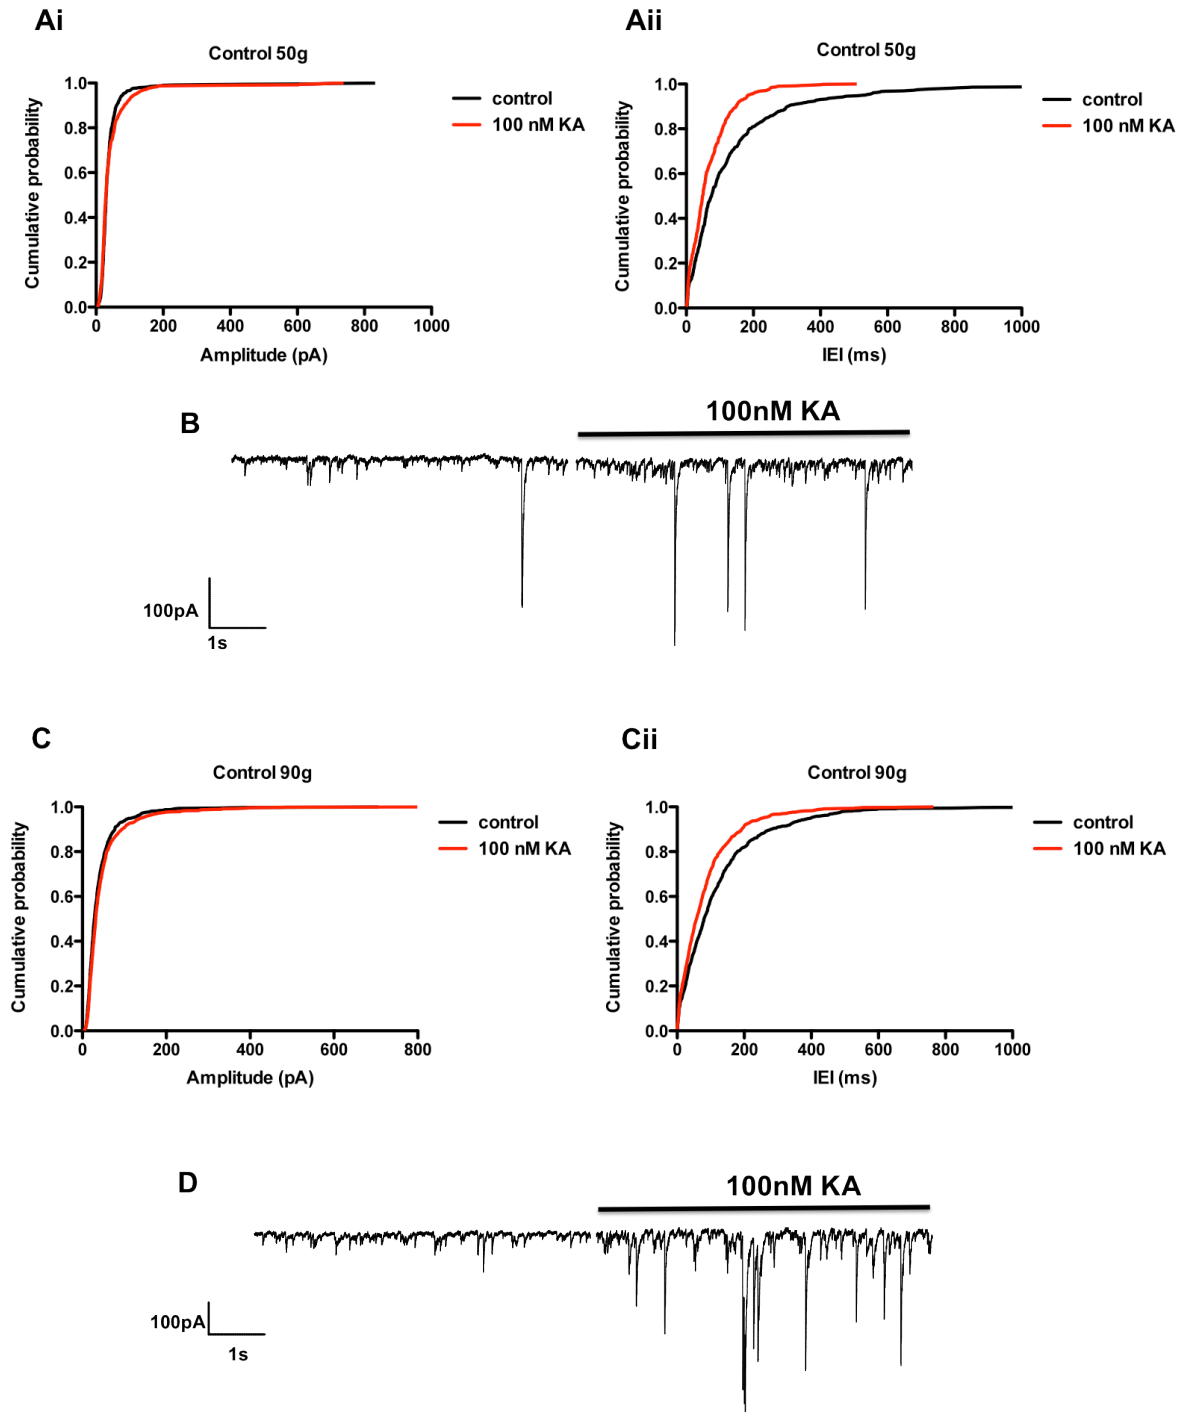 Ai
Control 50g
Cumulative probability
1.0
0.8
0.6
0.4
0.2
0.0
0 200 400 600 800 1000
Amplitude (pA)
control
100 nM KA
Aii
Control 50g
Cumulative probability
1.0
0.8
0.6
0.4
0.2
0.0
0 200 400 600 800 1000
IEI (ms)
control
100 nM KA
B
100nM KA
100pA
1s
C
Control 90g
Cumulative probability
1.0
0.8
0.6
0.4
0.2
0.0
0 200 400 600 800
Amplitude (pA)
control
100 nM KA
Cii
Control 90g
Cumulative probability
1.0
0.8
0.6
0.4
0.2
0.0
0 200 400 600 800 1000
IEI (ms)
control
100 nM KA
D
100nM KA
100pA
1s